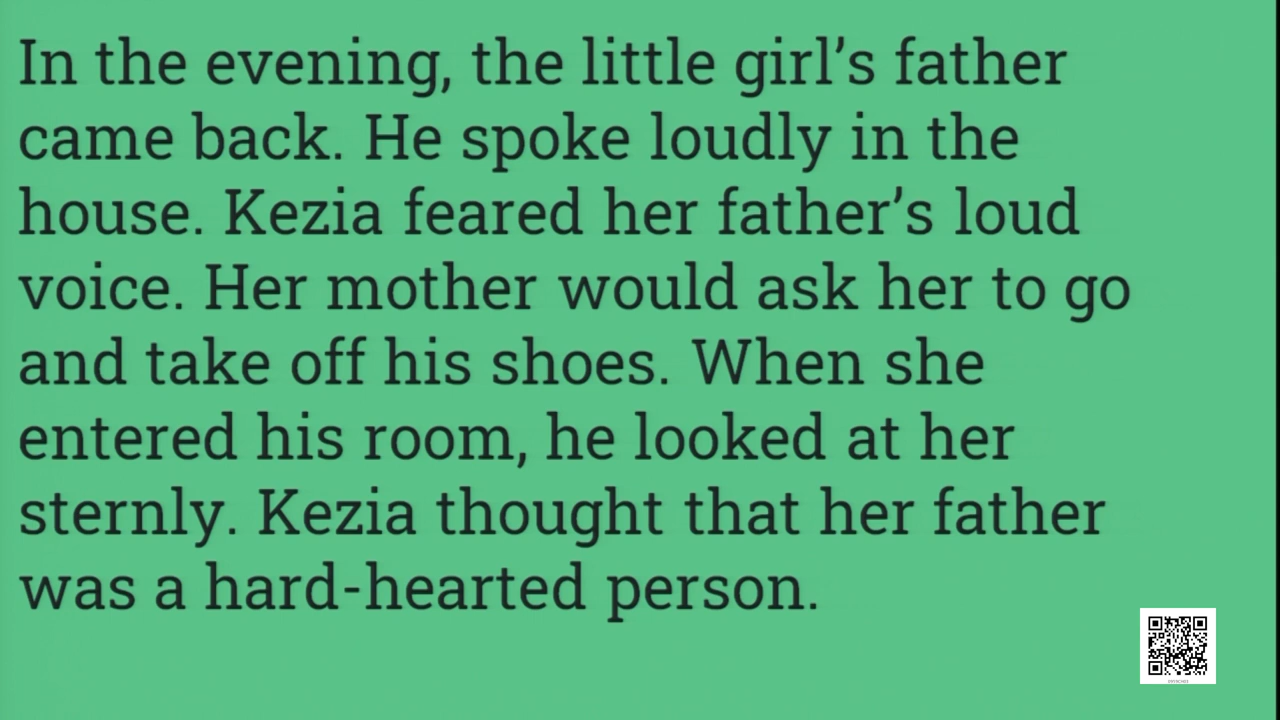 In the evening, the little girl’s father
came back. He spoke loudly in the
house. Kezia feared her father’s loud
voice. Her mother would ask her to go
and take off his shoes. When she
entered his room, he looked at her
sternly. Kezia thought that her father
was a hard-hearted person.